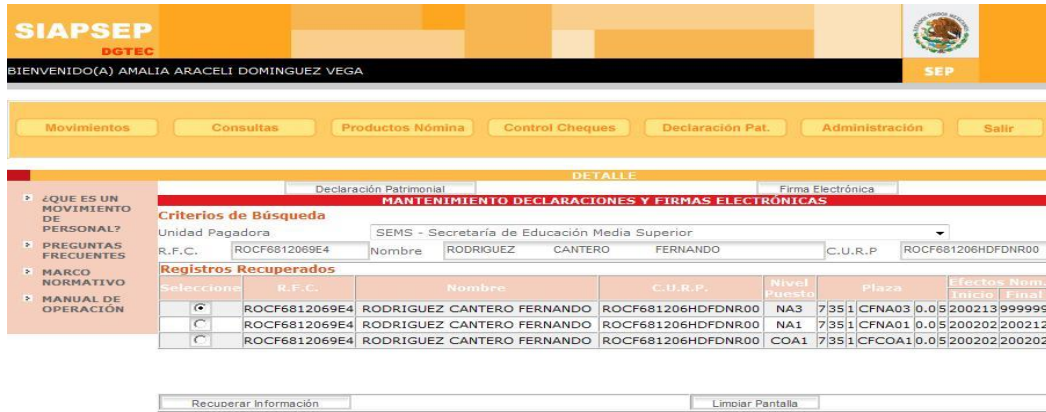 SIAPSEP
DGTEC
BIENVENIDO(A) AMALIA ARACELI DOMINGUEZ VEGA
SEP
Movimientos Consultas Productos Nómina Control Cheques Declaración Pat. Administración Salir
DETALLE
Declaración Patrimonial Firma Electrónica
MANTENIMIENTO DECLARACIONES Y FIRMAS ELECTRÓNICAS
¿QUE ES UN MOVIMIENTO DE PERSONAL?
PREGUNTAS FRECUENTES
MARCO NORMATIVO
MANUAL DE OPERACIÓN
Criterios de Búsqueda
Unidad Pagadora SEMS - Secretaría de Educación Media Superior
R.F.C. ROCF6812069E4 Nombre RODRIGUEZ CANTERO FERNANDO C.U.R.P ROCF681206HDFDNR00
Registros Recuperados
Seleccione R.F.C. Nombre C.U.R.P. Nivel Puesto Plaza Efectos Nom. Inicio Final
ROCF6812069E4 RODRIGUEZ CANTERO FERNANDO ROCF681206HDFDNR00 NA3 7 35 1 CFNA03 0.0 5 200213 999999
ROCF6812069E4 RODRIGUEZ CANTERO FERNANDO ROCF681206HDFDNR00 NA1 7 35 1 CFNA01 0.0 5 200202 200212
ROCF6812069E4 RODRIGUEZ CANTERO FERNANDO ROCF681206HDFDNR00 COA1 7 35 1 CFCOA1 0.0 5 200202 200202
Recuperar Información Limpiar Pantalla